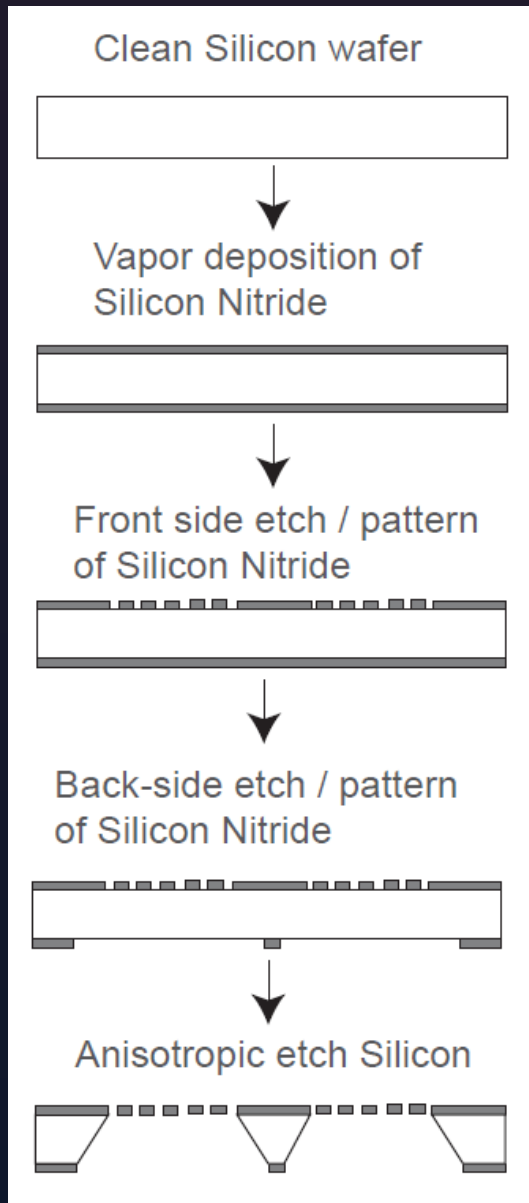 Clean Silicon wafer
Vapor deposition of
Silicon Nitride
Front side etch / pattern
of Silicon Nitride
Back-side etch / pattern
of Silicon Nitride
Anisotropic etch Silicon